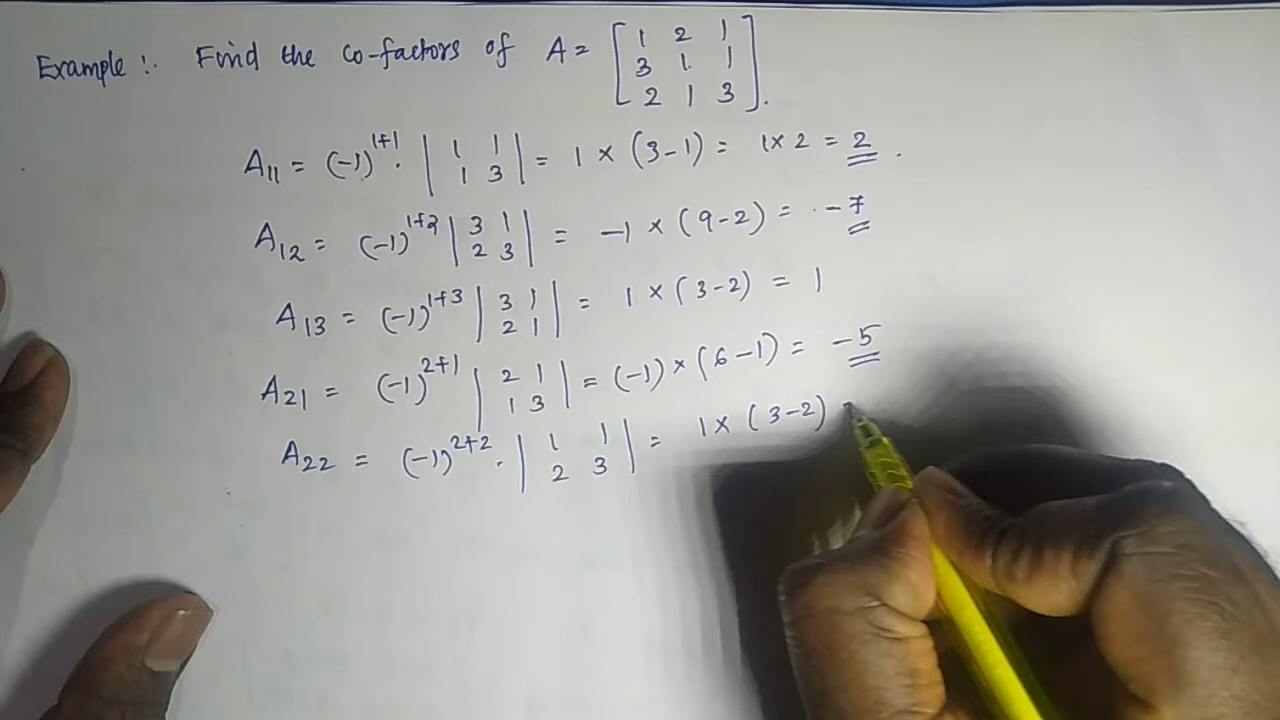 Example :. Find the co-factors of A = [ 1 2 1
3 1 1
2 1 3 ].
A11 = (-1)^1+1 . | 1 1
1 3 | = 1 × (3-1) = 1×2 = 2 .
A12 = (-1)^1+2 | 3 1
2 3 | = -1 × (9-2) = -7
A13 = (-1)^1+3 | 3 1
2 1 | = 1 × (3-2) = 1
A21 = (-1)^2+1 | 2 1
1 3 | = (-1) × (6-1) = -5
A22 = (-1)^2+2 . | 1 1
2 3 | = 1 × (3-2) =